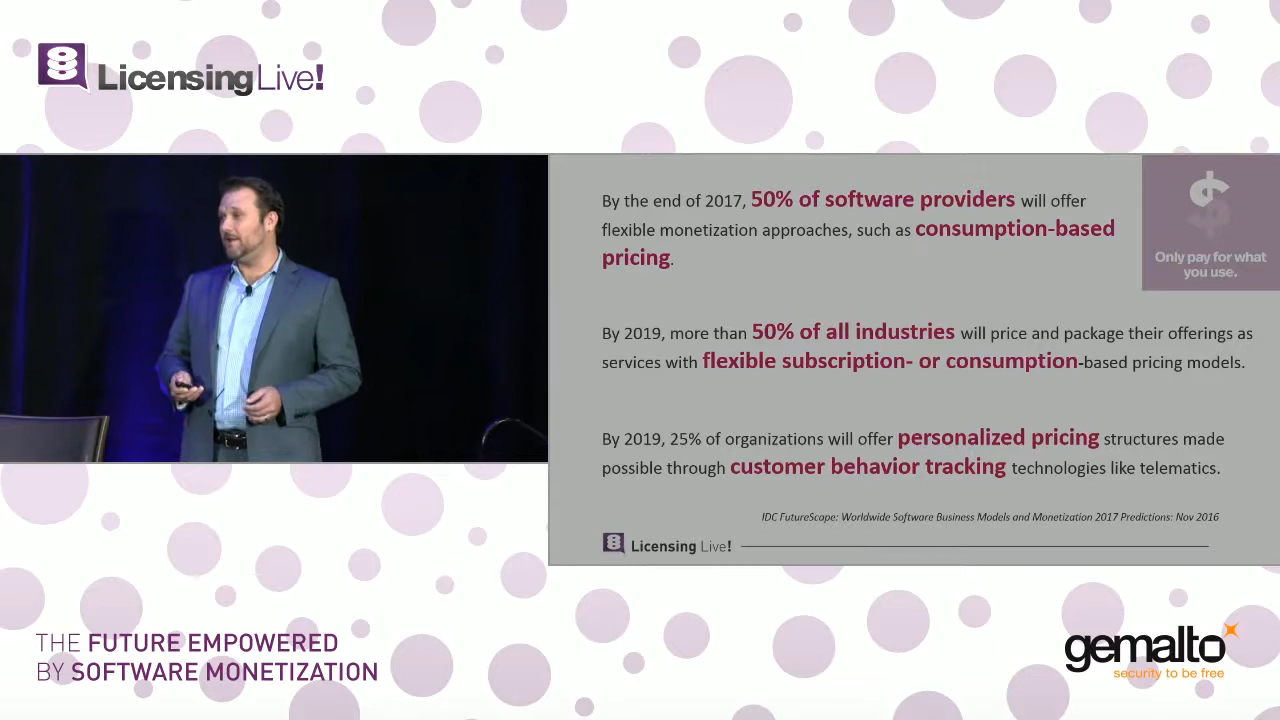 Licensing Live!
By the end of 2017, 50% of software providers will offer
flexible monetization approaches, such as consumption-based
pricing.
Only pay for what
you use.
By 2019, more than 50% of all industries will price and package their offerings as
services with flexible subscription- or consumption-based pricing models.
By 2019, 25% of organizations will offer personalized pricing structures made
possible through customer behavior tracking technologies like telematics.
IDC FutureScape: Worldwide Software Business Models and Monetization 2017 Predictions: Nov 2016
Licensing Live!
THE FUTURE EMPOWERED
BY SOFTWARE MONETIZATION
gemalto
security to be free